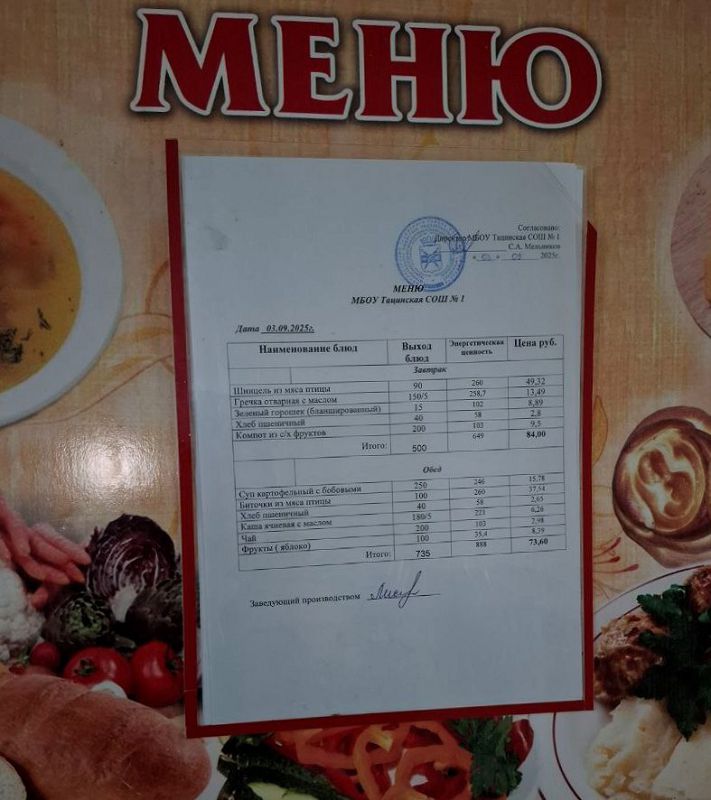 МЕНЮ
Согласовано:
Директор МБОУ Тацинская СОШ № 1
С.А. Мельников
2025г.
МЕНЮ
МБОУ Тацинская СОШ № 1
Дата 03.09.2025г.
Наименование блюд Выход блюд Энергетическая ценность Цена руб.
Завтрак
Шницель из мяса птицы 90 260 49,32
Гречка отварная с маслом 150/5 258,7 13,49
Зеленый горошек (бланшированный) 15 102 8,89
Хлеб пшеничный 40 58 2,8
Компот из с/х фруктов 200 103 9,5
Итого: 500 649 84,00
Обед
Суп картофельный с бобовыми 250 246 15,78
Биточки из мяса птицы 100 260 37,54
Хлеб пшеничный 40 58 2,65
Каша ячневая с маслом 180/5 221 6,26
Чай 200 103 2,98
Фрукты ( яблоко) 100 35,4 8,39
Итого: 735 888 73,60
Заведующий производством